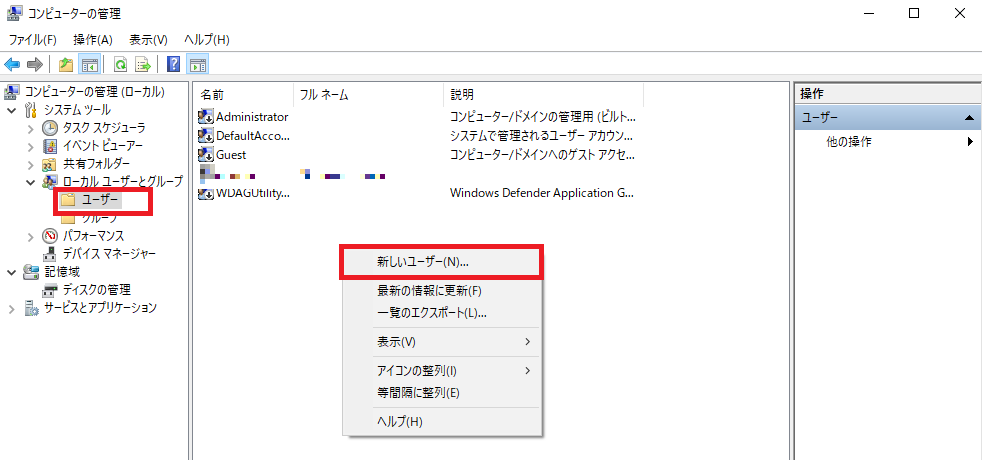 コンピューターの管理
ファイル(F) 操作(A) 表示(V) ヘルプ(H)
コンピューターの管理 (ローカル)
システム ツール
タスク スケジューラ
イベント ビューアー
共有フォルダー
ローカル ユーザーとグループ
ユーザー
グループ
パフォーマンス
デバイス マネージャー
記憶域
ディスクの管理
サービスとアプリケーション
名前 フル ネーム 説明
Administrator コンピューター/ドメインの管理用 (ビルト...
DefaultAcco... システムで管理されるユーザー アカウン...
Guest コンピューター/ドメインへのゲスト アクセ...
WDAGUtility... Windows Defender Application G...
新しいユーザー(N)...
最新の情報に更新(F)
一覧のエクスポート(L)...
表示(V)
アイコンの整列(I)
等間隔に整列(E)
ヘルプ(H)
操作
ユーザー
他の操作